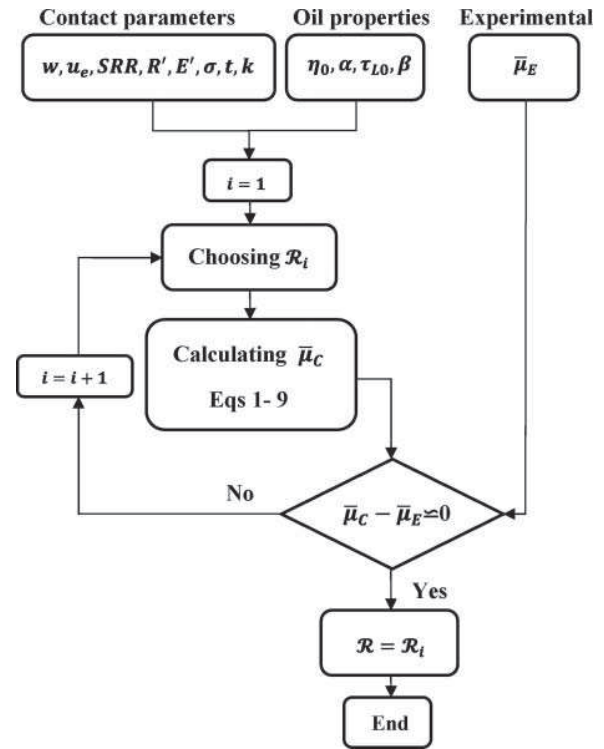 Contact parameters Oil properties Experimental
w, u_e, SRR, R′, E′, σ, t, k
η_0, α, τ_L0, β
μ̄_E
i = 1
Choosing ℛ_i
Calculating μ̄_C
Eqs 1- 9
i = i + 1
No
μ̄_C − μ̄_E ≌ 0
Yes
ℛ = ℛ_i
End